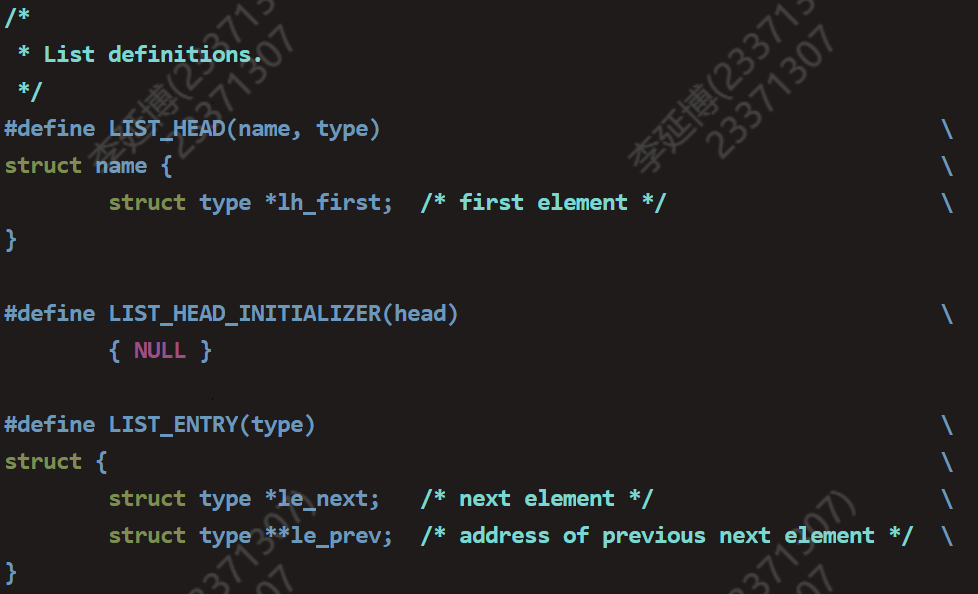 /*
 * List definitions.
 */
#define LIST_HEAD(name, type) \
struct name { \
        struct type *lh_first;  /* first element */ \
}

#define LIST_HEAD_INITIALIZER(head) \
        { NULL }

#define LIST_ENTRY(type) \
struct { \
        struct type *le_next;   /* next element */ \
        struct type **le_prev;  /* address of previous next element */ \
}
李延博(23371307
23371307
李延博(23371307
23371307
(23371307)
307
(23371307)
307